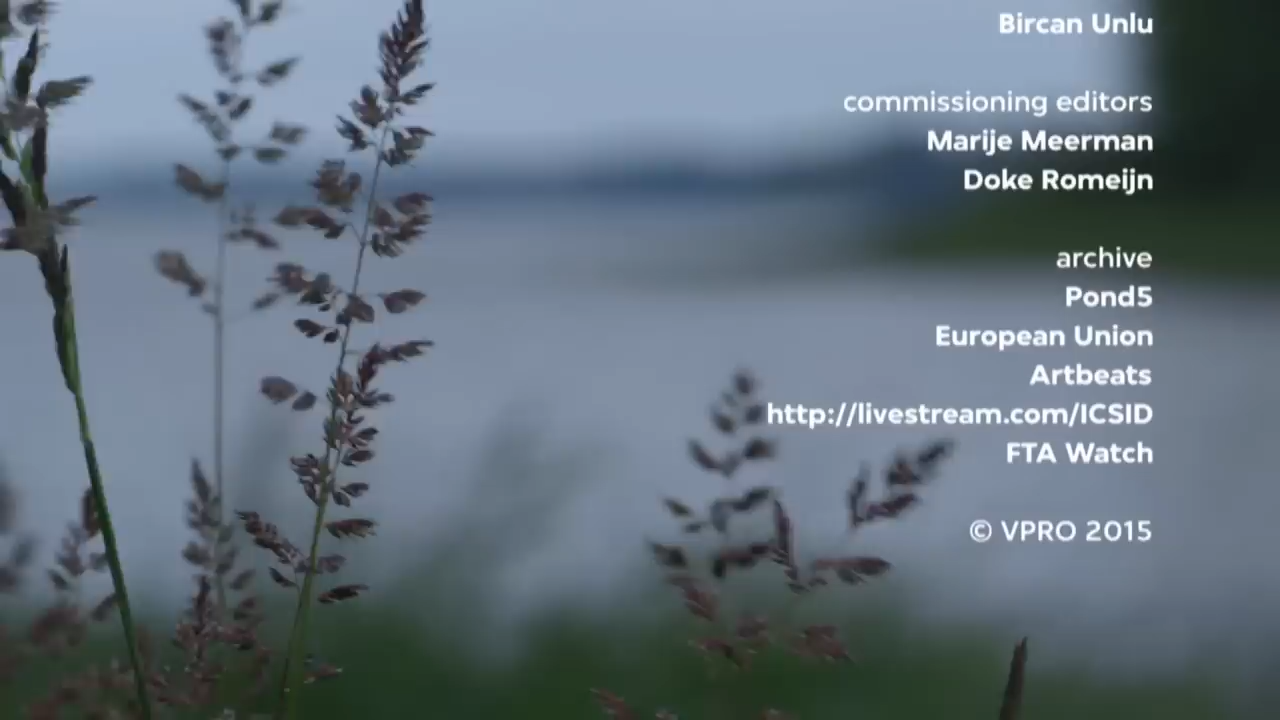 Bircan Unlu
commissioning editors
Marije Meerman
Doke Romeijn
archive
Pond5
European Union
Artbeats
http://livestream.com/ICSID
FTA Watch
© VPRO 2015